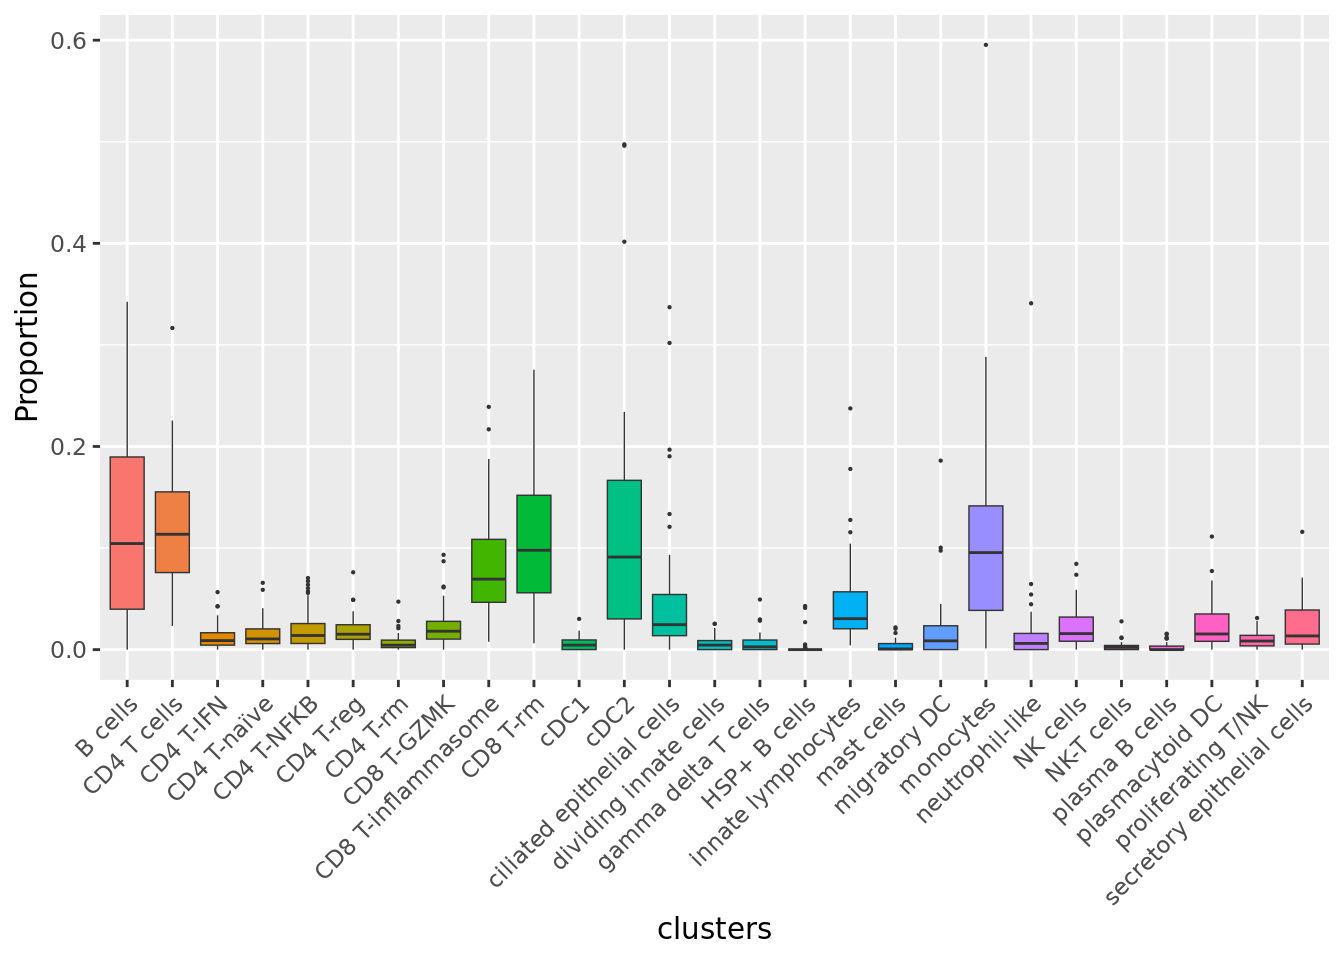 Proportion
0.6
0.4
0.2
0.0
B cells
CD4 T cells
CD4 T-IFN
CD4 T-naïve
CD4 T-NFKB
CD4 T-reg
CD4 T-rm
CD8 T-GZMK
CD8 T-inflammasome
CD8 T-rm
cDC1
cDC2
ciliated epithelial cells
dividing innate cells
gamma delta T cells
HSP+ B cells
innate lymphocytes
mast cells
migratory DC
monocytes
neutrophil-like
NK cells
NK-T cells
plasma B cells
plasmacytoid DC
proliferating T/NK
secretory epithelial cells
clusters